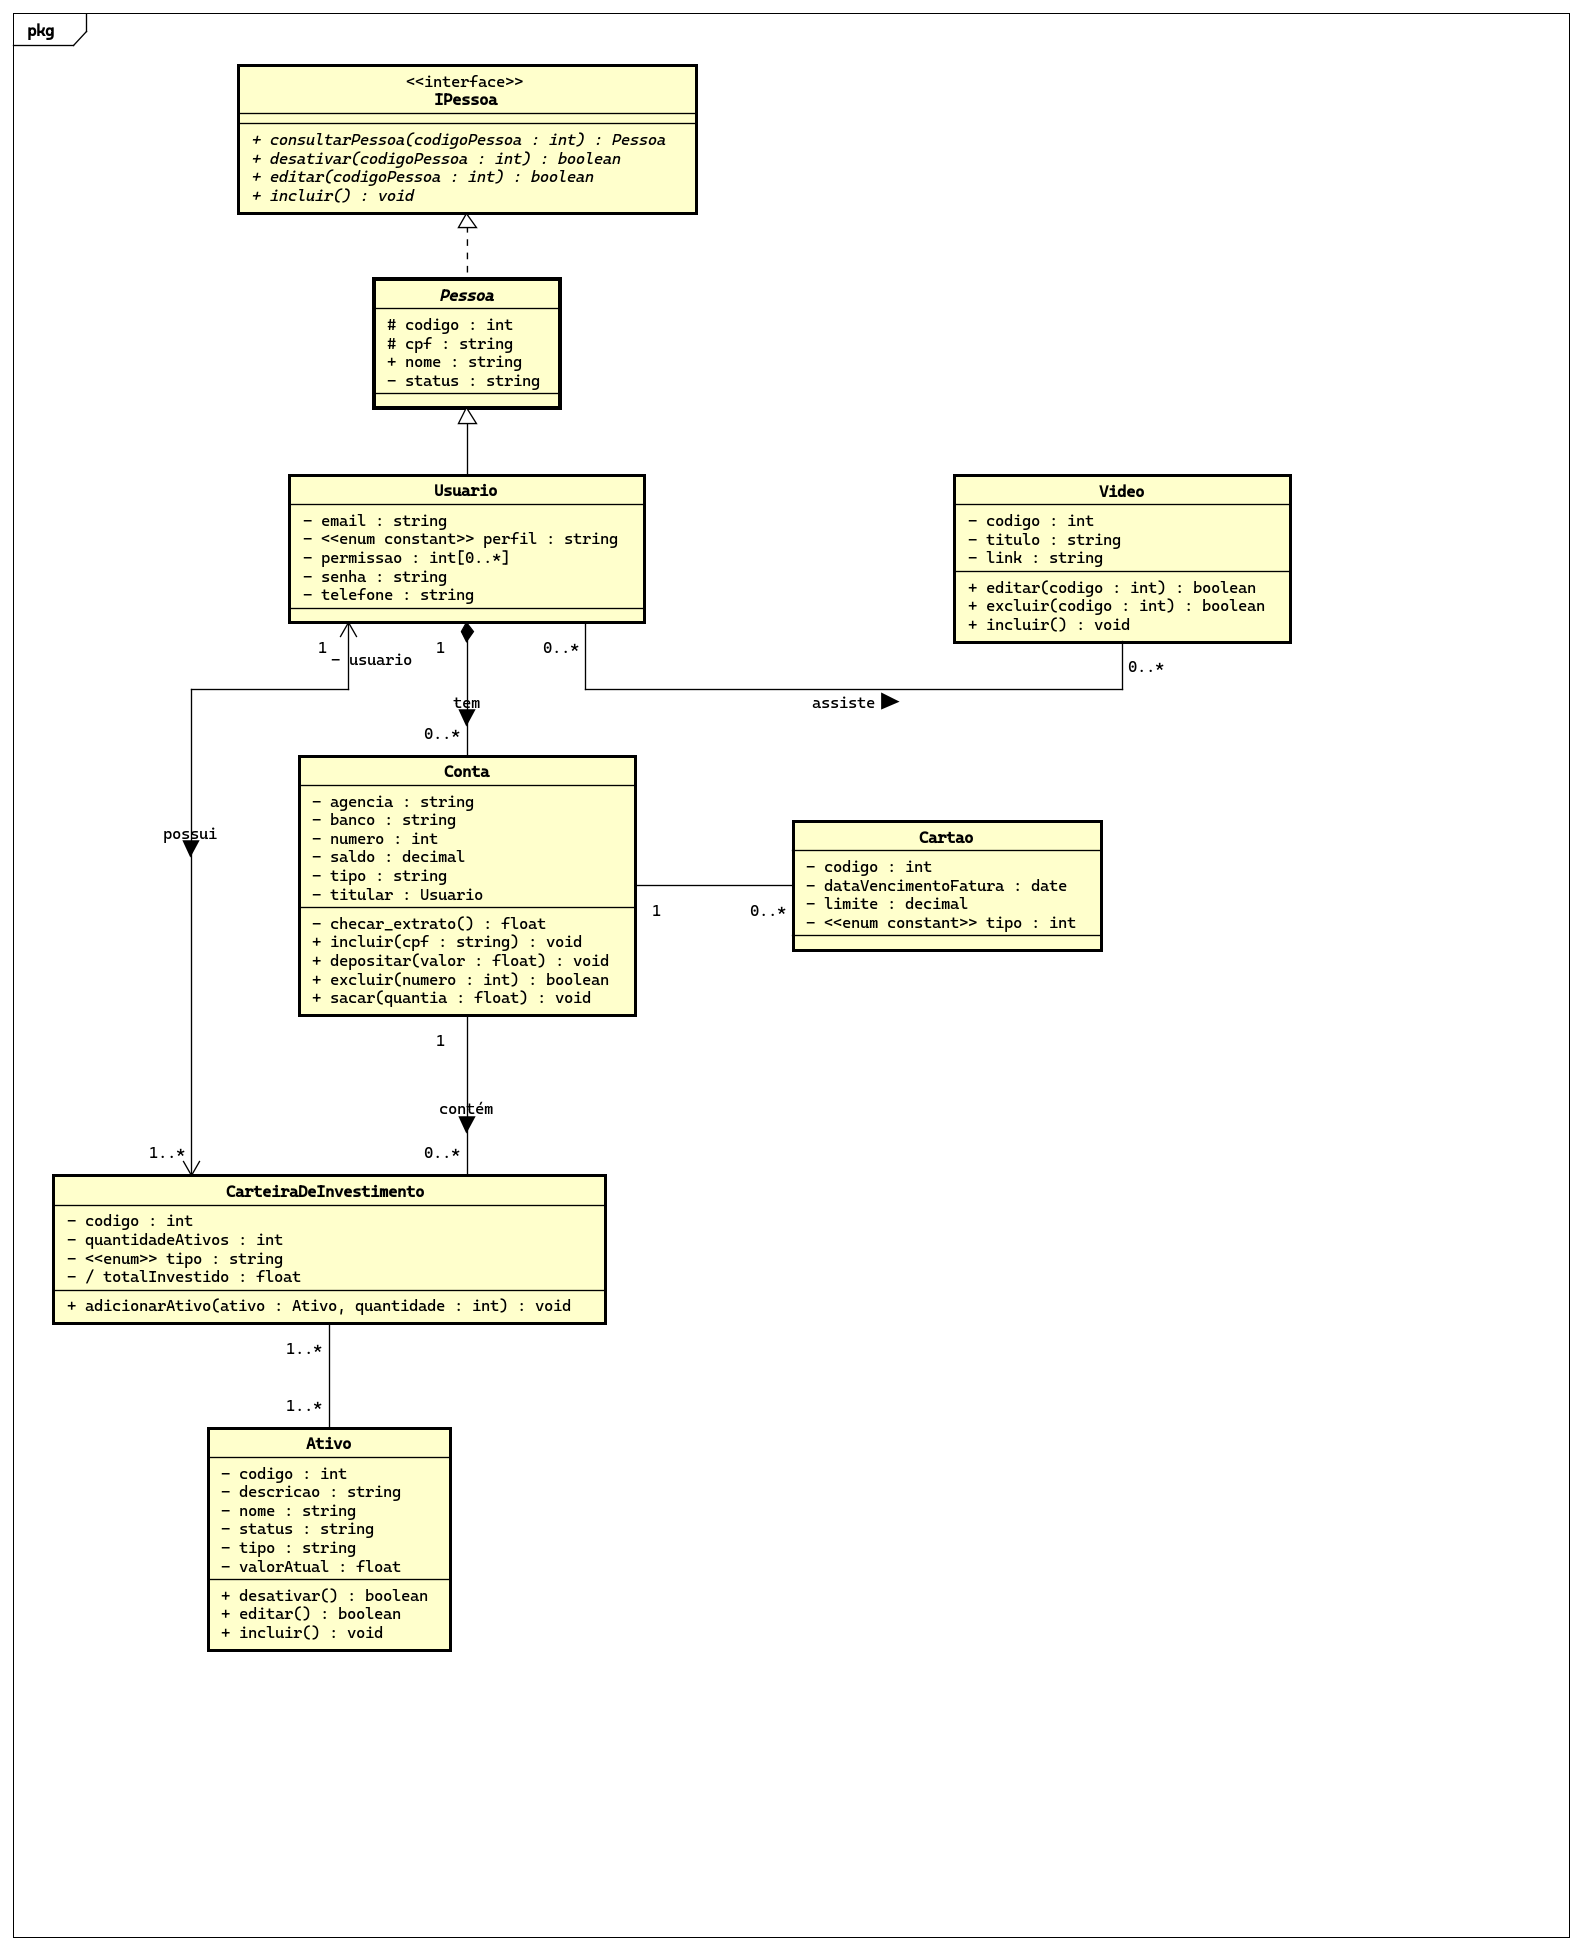 pkg
<<interface>>
IPessoa
+ consultarPessoa(codigoPessoa : int) : Pessoa
+ desativar(codigoPessoa : int) : boolean
+ editar(codigoPessoa : int) : boolean
+ incluir() : void
Pessoa
# codigo : int
# cpf : string
+ nome : string
- status : string
Usuario
- email : string
- <<enum constant>> perfil : string
- permissao : int[0..*]
- senha : string
- telefone : string
Video
- codigo : int
- titulo : string
- link : string
+ editar(codigo : int) : boolean
+ excluir(codigo : int) : boolean
+ incluir() : void
1
- usuario
1
0..*
0..*
tem
assiste
0..*
possui
Conta
- agencia : string
- banco : string
- numero : int
- saldo : decimal
- tipo : string
- titular : Usuario
- checar_extrato() : float
+ incluir(cpf : string) : void
+ depositar(valor : float) : void
+ excluir(numero : int) : boolean
+ sacar(quantia : float) : void
1
0..*
Cartao
- codigo : int
- dataVencimentoFatura : date
- limite : decimal
- <<enum constant>> tipo : int
1
contém
1..*
0..*
CarteiraDeInvestimento
- codigo : int
- quantidadeAtivos : int
- <<enum>> tipo : string
- / totalInvestido : float
+ adicionarAtivo(ativo : Ativo, quantidade : int) : void
1..*
1..*
Ativo
- codigo : int
- descricao : string
- nome : string
- status : string
- tipo : string
- valorAtual : float
+ desativar() : boolean
+ editar() : boolean
+ incluir() : void